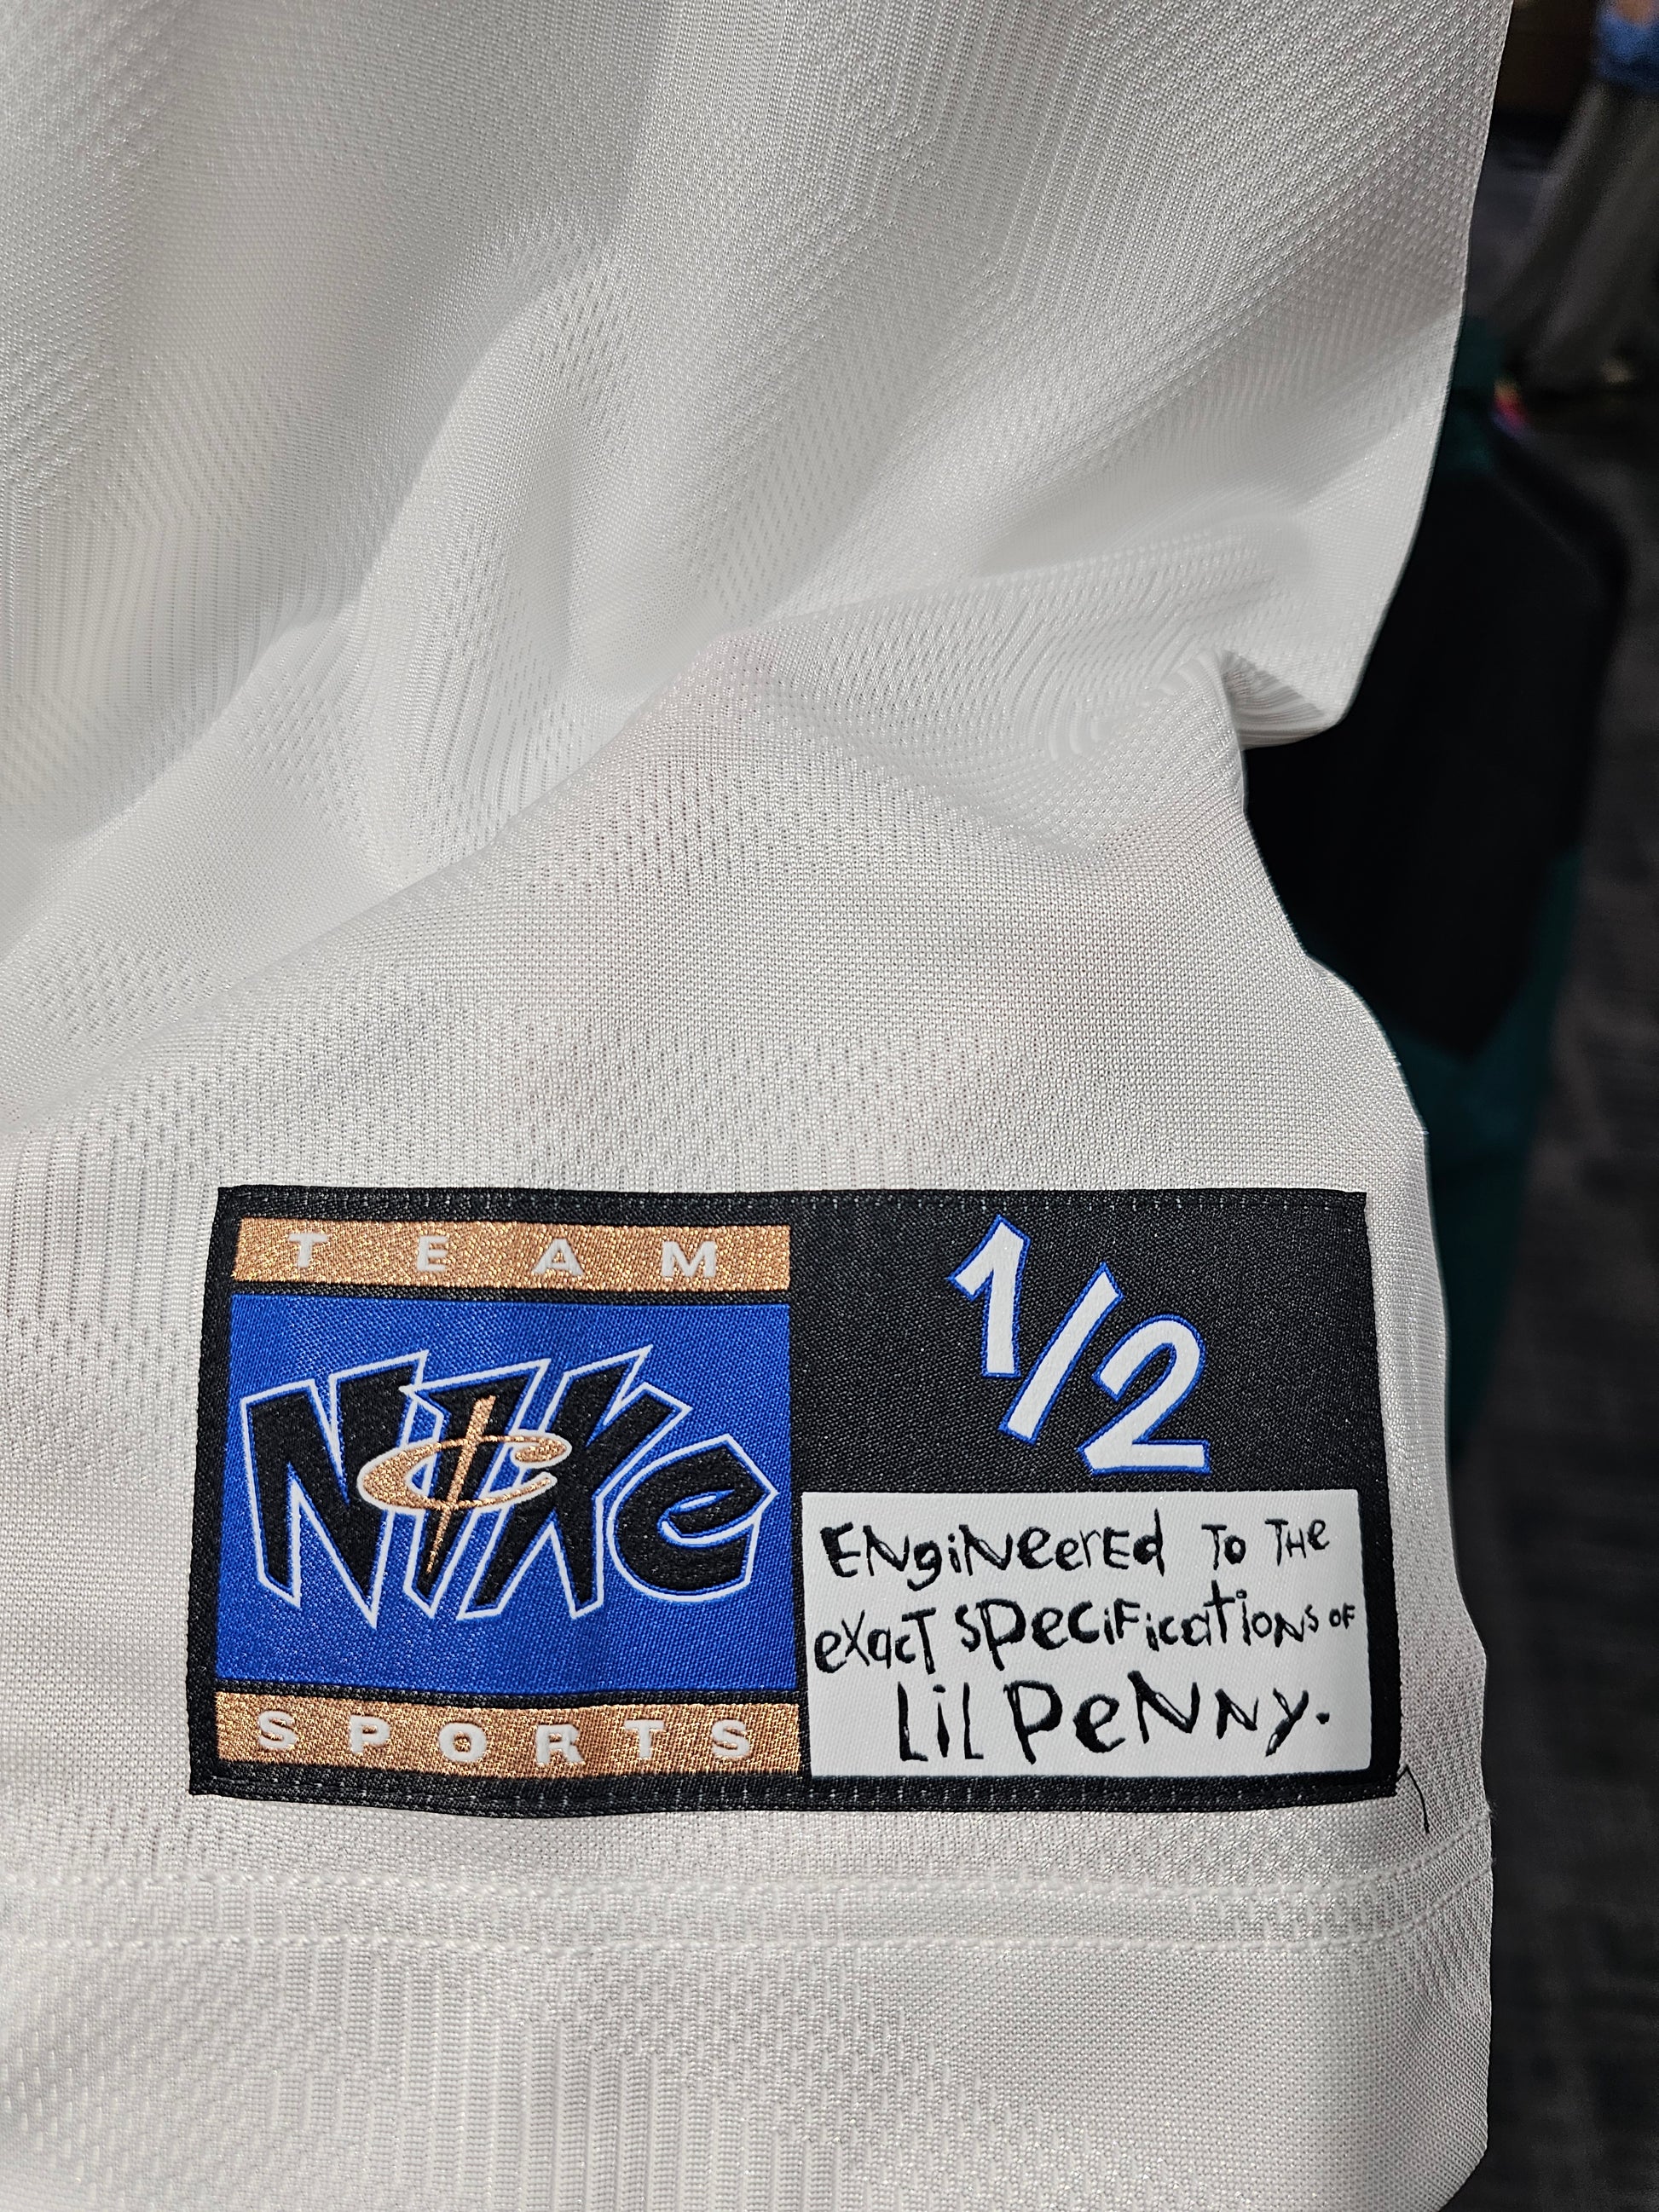 TEAM
NIKe
SPORTS
1/2
ENgiNeerEd To THe
exacT specifications of
Lil PeNNy.